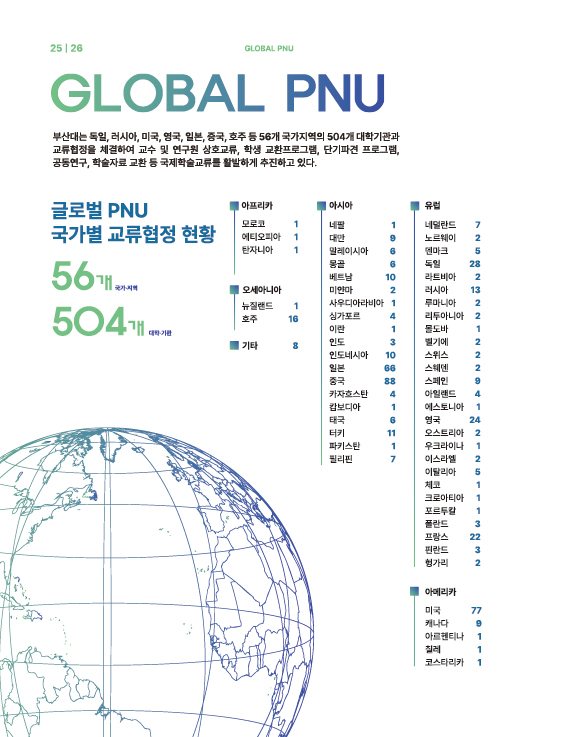 25 | 26
GLOBAL PNU
GLOBAL PNU
부산대는 독일, 러시아, 미국, 영국, 일본, 중국, 호주 등 56개 국가지역의 504개 대학기관과
교류협정을 체결하여 교수 및 연구원 상호교류, 학생 교환프로그램, 단기파견 프로그램,
공동연구, 학술자료 교환 등 국제학술교류를 활발하게 추진하고 있다.
글로벌 PNU
국가별 교류협정 현황
56개 국가·지역
504개 대학·기관
아프리카
모로코 1
에티오피아 1
탄자니아 1
오세아니아
뉴질랜드 1
호주 16
기타 8
아시아
네팔 1
대만 9
말레이시아 6
몽골 6
베트남 10
미얀마 2
사우디아라비아 1
싱가포르 4
이란 1
인도 3
인도네시아 10
일본 66
중국 88
카자흐스탄 4
캄보디아 1
태국 6
터키 11
파키스탄 1
필리핀 7
유럽
네덜란드 7
노르웨이 2
덴마크 5
독일 28
라트비아 2
러시아 13
루마니아 2
리투아니아 2
몰도바 1
벨기에 2
스위스 2
스웨덴 2
스페인 9
아일랜드 4
에스토니아 1
영국 24
오스트리아 2
우크라이나 1
이스라엘 2
이탈리아 5
체코 1
크로아티아 1
포르투칼 1
폴란드 3
프랑스 22
핀란드 3
헝가리 2
아메리카
미국 77
캐나다 9
아르헨티나 1
칠레 1
코스타리카 1